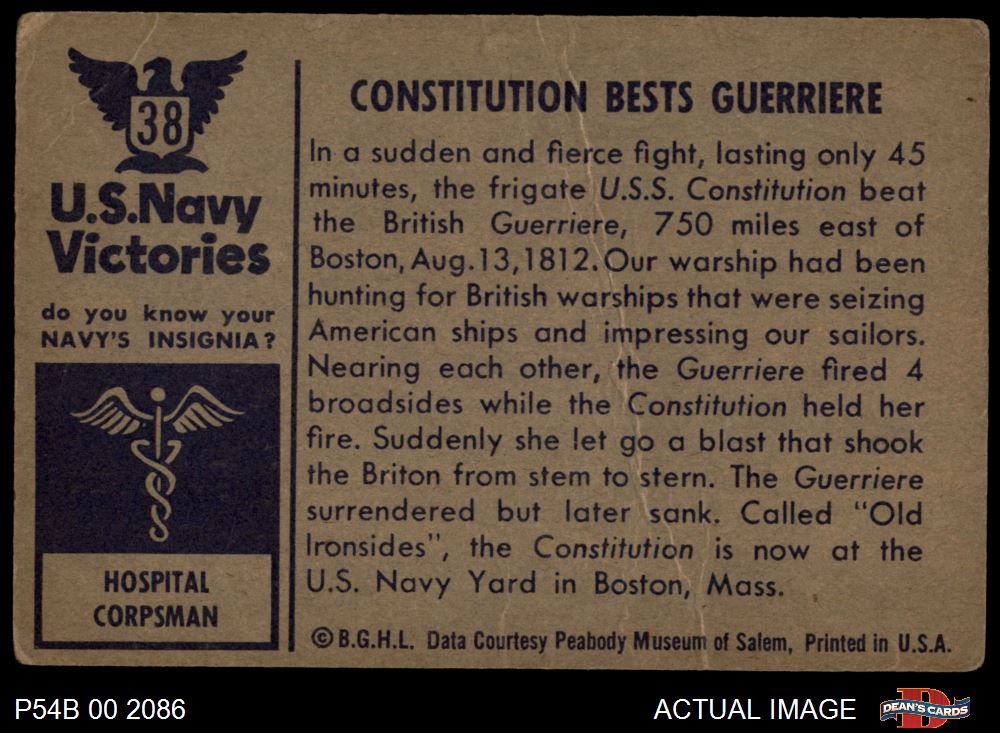 38
U.S.Navy
Victories
do you know your
NAVY'S INSIGNIA?
HOSPITAL
CORPSMAN
CONSTITUTION BESTS GUERRIERE
In a sudden and fierce fight, lasting only 45
minutes, the frigate U.S.S. Constitution beat
the British Guerriere, 750 miles east of
Boston, Aug. 13, 1812. Our warship had been
hunting for British warships that were seizing
American ships and impressing our sailors.
Nearing each other, the Guerriere fired 4
broadsides while the Constitution held her
fire. Suddenly she let go a blast that shook
the Briton from stem to stern. The Guerriere
surrendered but later sank. Called "Old
Ironsides", the Constitution is now at the
U.S. Navy Yard in Boston, Mass.
© B.G.H.L. Data Courtesy Peabody Museum of Salem, Printed in U.S.A.
P54B 00 2086
ACTUAL IMAGE
D
DEAN'S CARDS